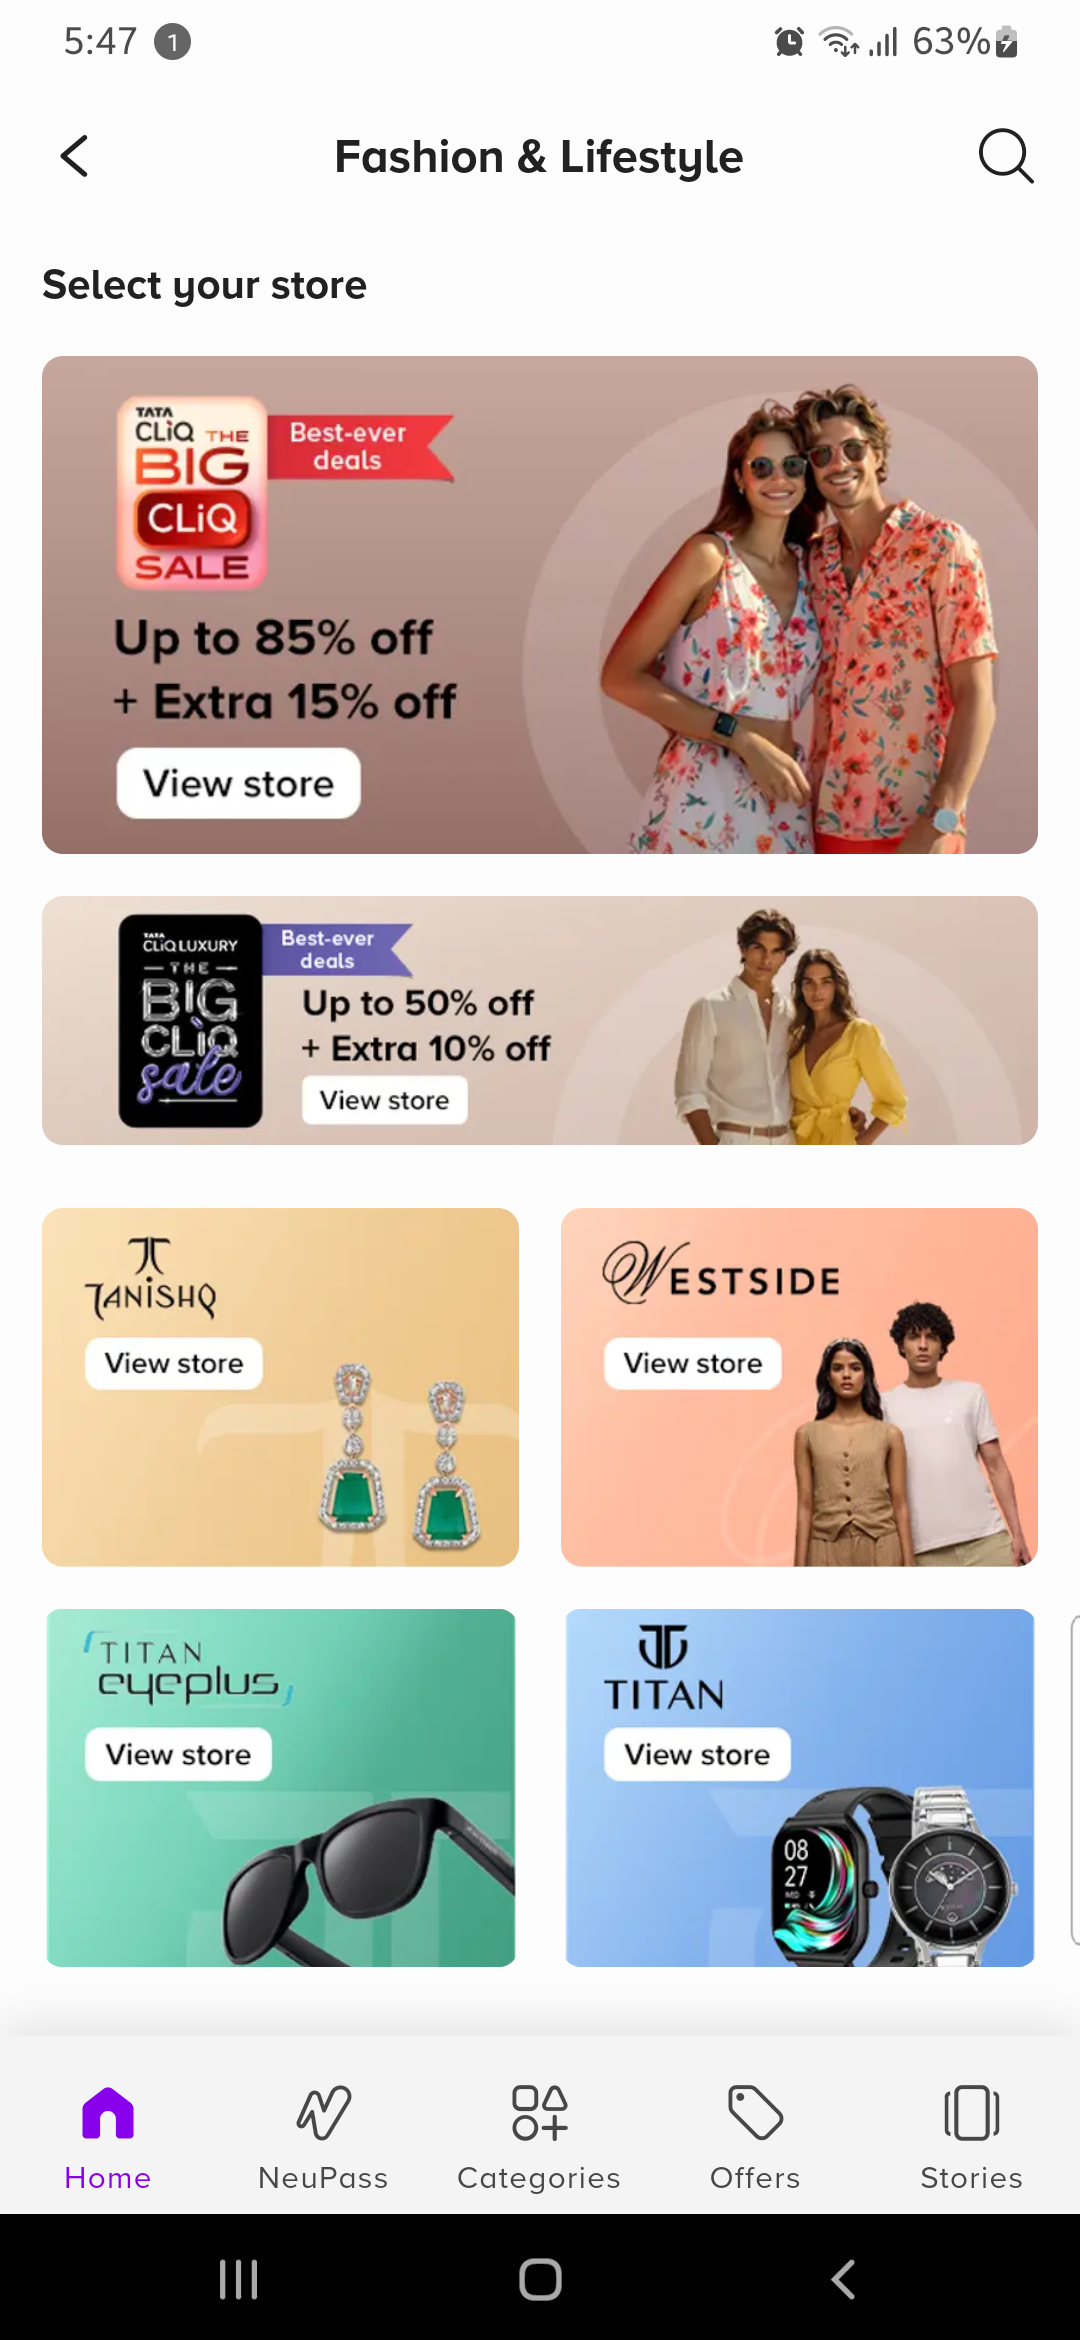 5:47 1 63%
Fashion & Lifestyle
Select your store
TATA
CLiQ THE
BIG
CLiQ
SALE
Best-ever
deals
Up to 85% off
+ Extra 15% off
View store
TATA
CLiQ LUXURY
THE
BIG
CLiQ
sale
Best-ever
deals
Up to 50% off
+ Extra 10% off
View store
TANISHQ
View store
WESTSIDE
View store
TITAN
eyeplus
View store
TITAN
View store
08
27
Home
NeuPass
Categories
Offers
Stories